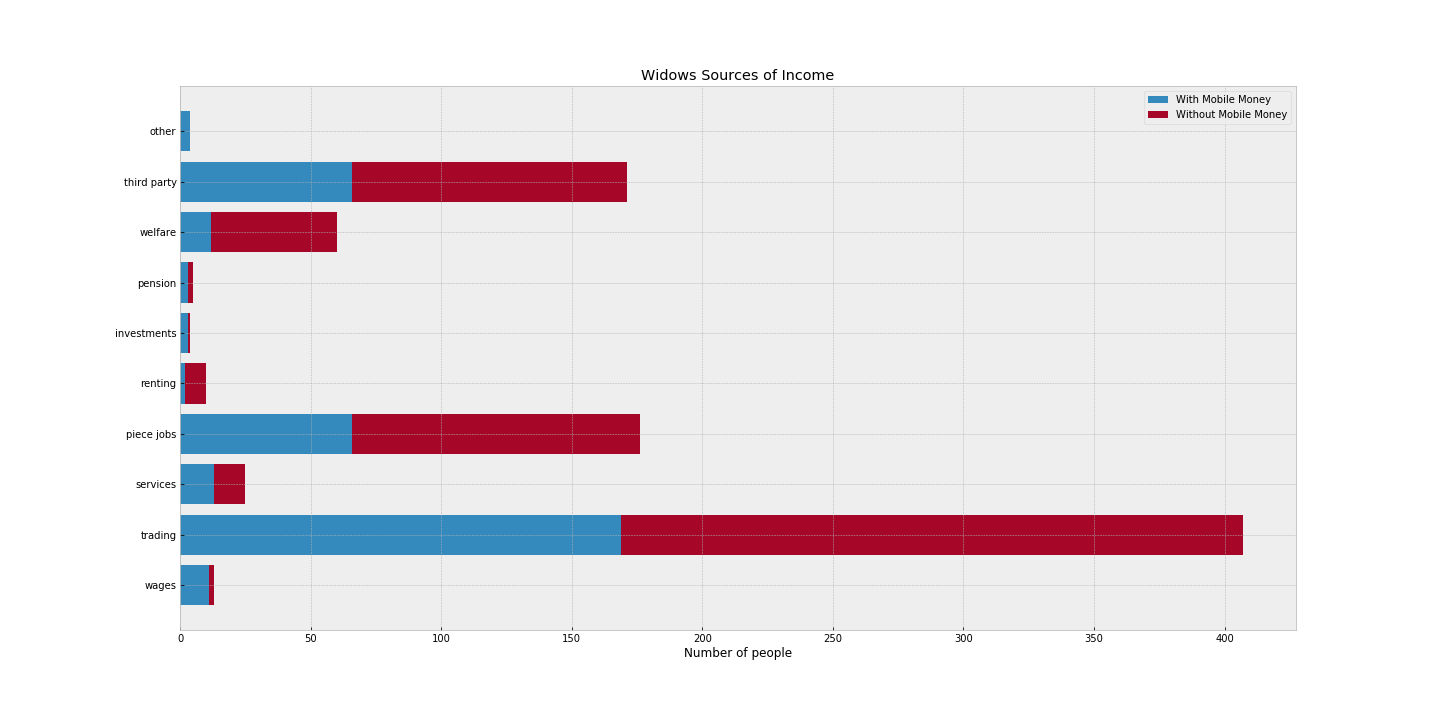 Widows Sources of Income
With Mobile Money
Without Mobile Money
other
third party
welfare
pension
investments
renting
piece jobs
services
trading
wages
0 50 100 150 200 250 300 350 400
Number of people